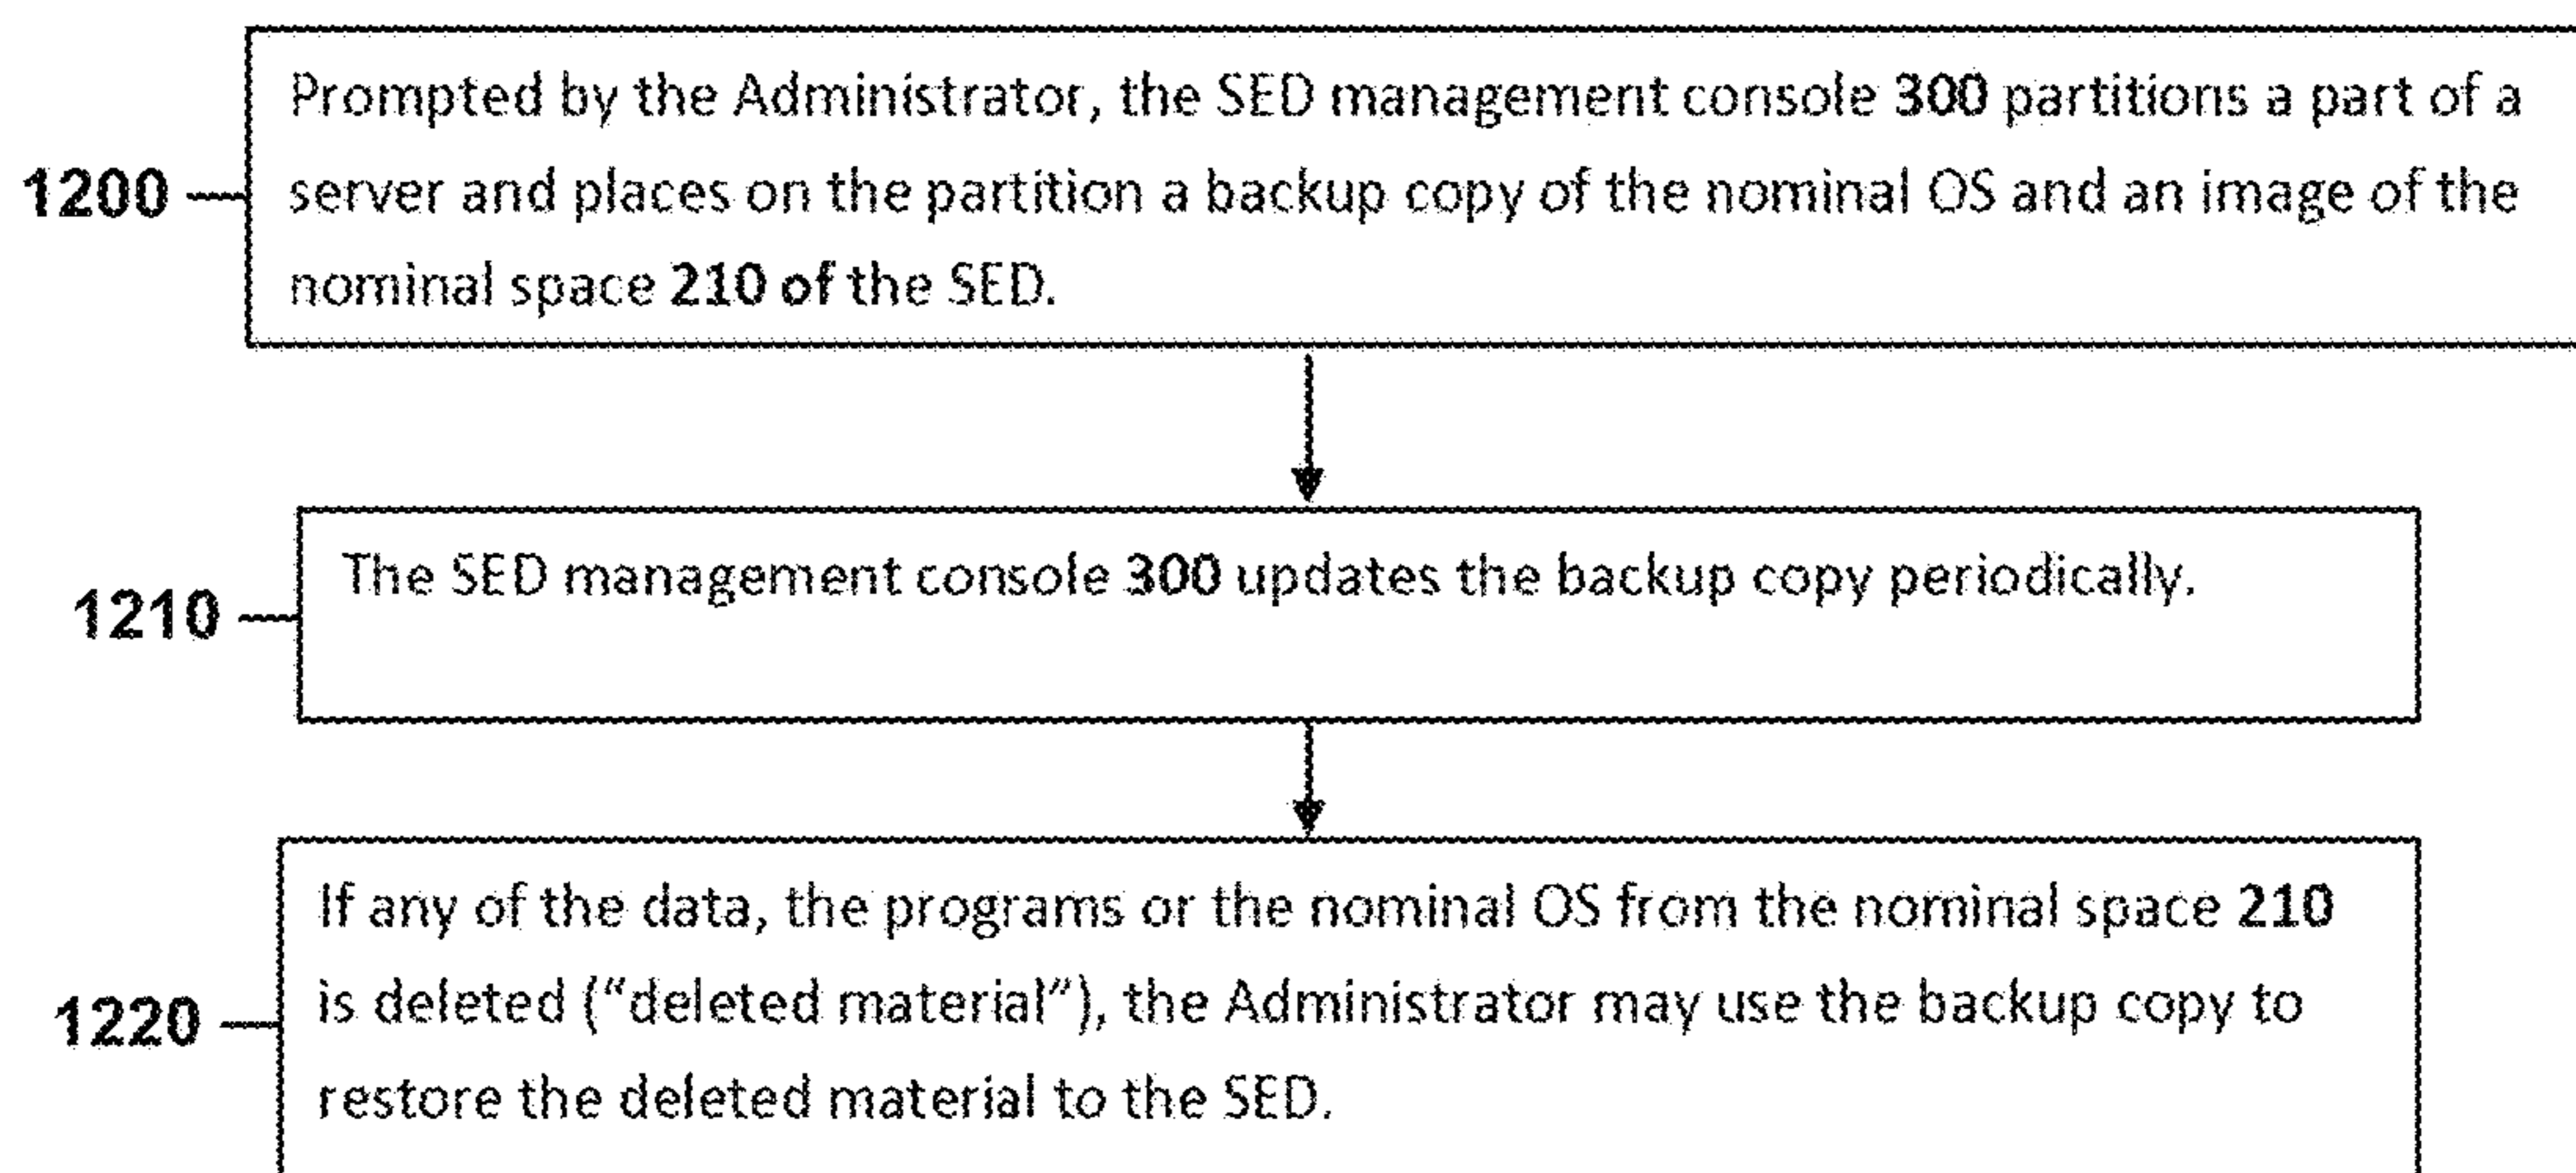 Prompted by the Administrator, the SED management console 300 partitions a part of a
1200 server and places on the partition a backup copy of the nominal OS and an image of the
nominal space 210 of the SED.
The SED management console 300 updates the backup copy periodically.
1210
If any of the data, the programs or the nominal OS from the nominal space 210
1220 is deleted (“deleted material”), the Administrator may use the backup copy to
restore the deleted material to the SED.